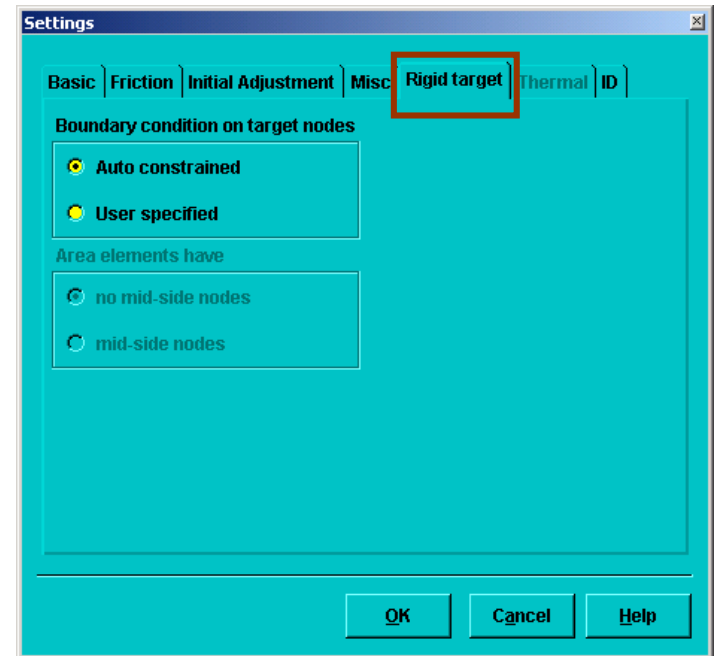 Settings
Basic Friction Initial Adjustment Misc Rigid target Thermal ID
Boundary condition on target nodes
Auto constrained
User specified
Area elements have
no mid-side nodes
mid-side nodes
OK Cancel Help